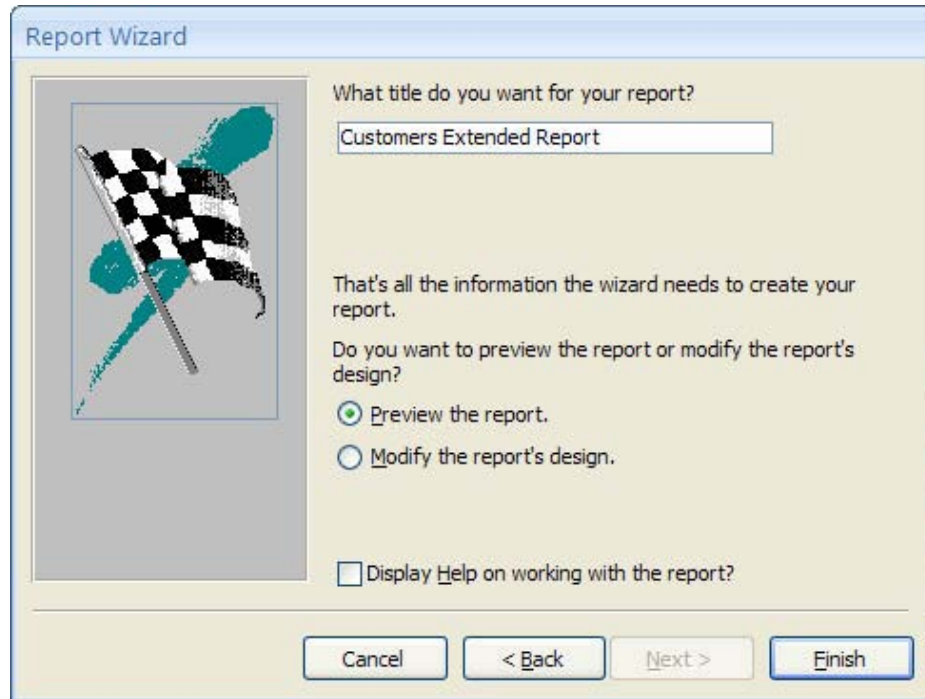 Report Wizard
What title do you want for your report?
Customers Extended Report
That's all the information the wizard needs to create your
report.
Do you want to preview the report or modify the report's
design?
Preview the report.
Modify the report's design.
Display Help on working with the report?
Cancel
< Back
Next >
Finish